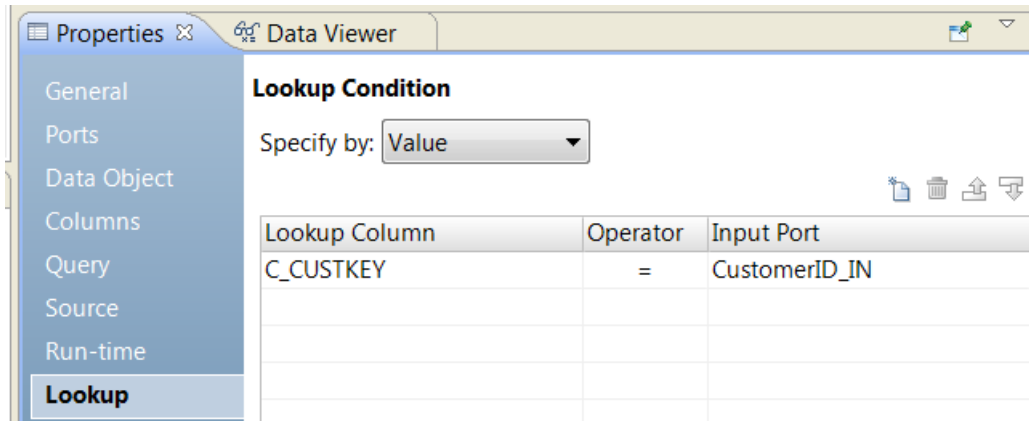 Properties Data Viewer
General
Ports
Data Object
Columns
Query
Source
Run-time
Lookup
Lookup Condition
Specify by: Value
Lookup Column Operator Input Port
C_CUSTKEY = CustomerID_IN